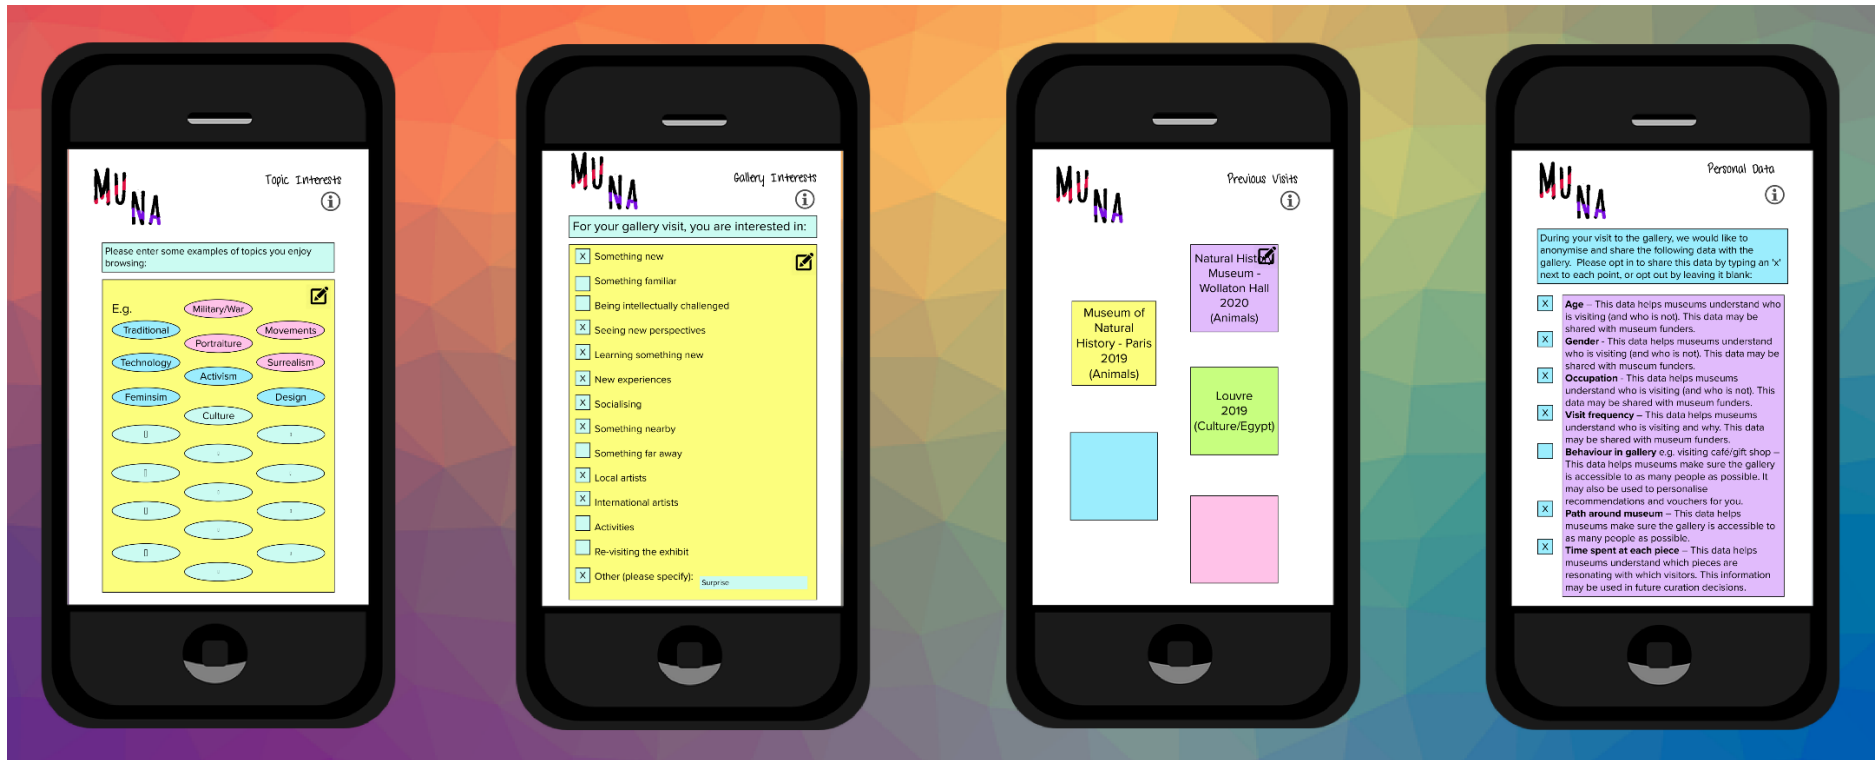 MUNA
Topic Interests
Please enter some examples of topics you enjoy
browsing:
E.g.
Military/War
Traditional
Movements
Portraiture
Technology
Surrealism
Activism
Feminsim
Design
Culture
MUNA
Gallery Interests
For your gallery visit, you are interested in:
X Something new
Something familiar
Being intellectually challenged
X Seeing new perspectives
X Learning something new
X New experiences
X Socialising
X Something nearby
Something far away
X Local artists
X International artists
Activities
Re-visiting the exhibit
X Other (please specify): Surprise
MUNA
Previous Visits
Natural History
Museum -
Wollaton Hall
2020
(Animals)
Museum of
Natural
History - Paris
2019
(Animals)
Louvre
2019
(Culture/Egypt)
MUNA
Personal Data
During your visit to the gallery, we would like to
anonymise and share the following data with the
gallery. Please opt in to share this data by typing an 'x'
next to each point, or opt out by leaving it blank:
X Age – This data helps museums understand who
is visiting (and who is not). This data may be
shared with museum funders.
X Gender - This data helps museums understand
who is visiting (and who is not). This data may be
shared with museum funders.
X Occupation - This data helps museums
understand who is visiting (and who is not). This
data may be shared with museum funders.
X Visit frequency – This data helps museums
understand who is visiting and why. This data
may be shared with museum funders.
Behaviour in gallery e.g. visiting café/gift shop –
This data helps museums make sure the gallery
is accessible to as many people as possible. It
may also be used to personalise
recommendations and vouchers for you.
X Path around museum – This data helps
museums make sure the gallery is accessible to
as many people as possible.
X Time spent at each piece – This data helps
museums understand which pieces are
resonating with which visitors. This information
may be used in future curation decisions.